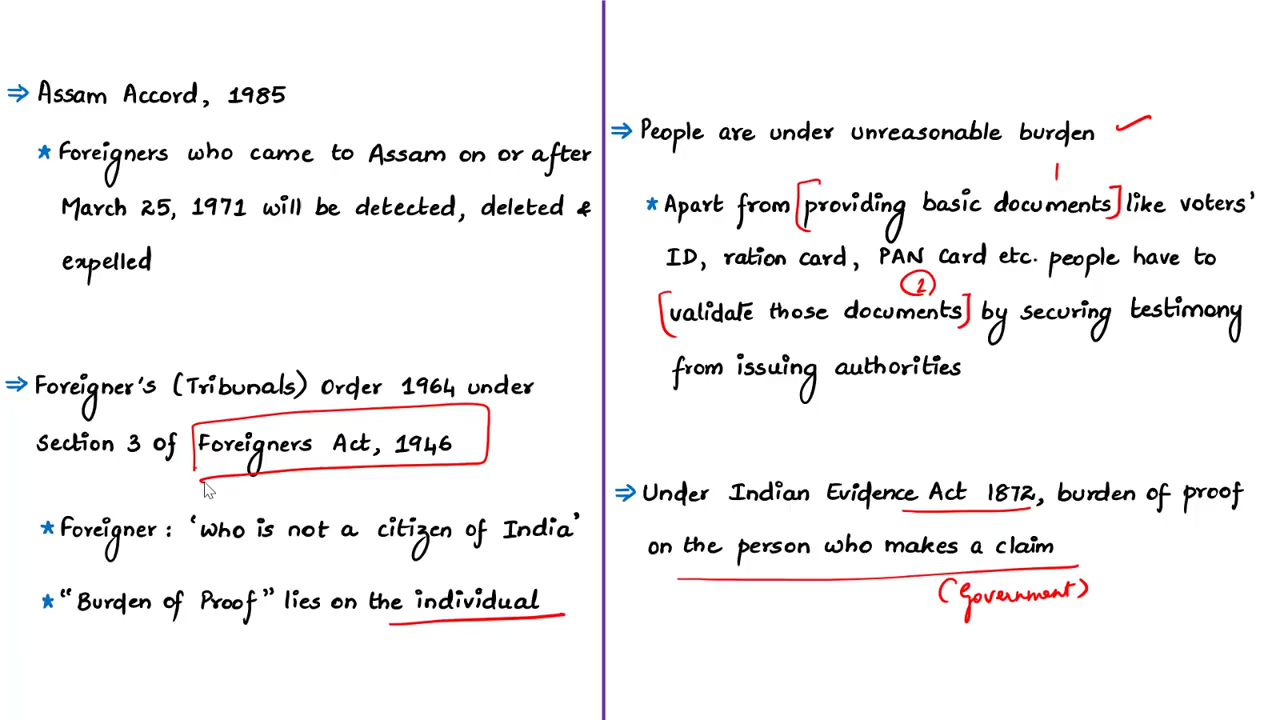 ⇒ Assam Accord, 1985
* Foreigners who came to Assam on or after
March 25, 1971 will be detected, deleted &
expelled
⇒ Foreigner's (Tribunals) Order 1964 under
Section 3 of Foreigners Act, 1946
* Foreigner : 'who is not a citizen of India'
* "Burden of Proof" lies on the individual
⇒ People are under unreasonable burden
1
* Apart from [providing basic documents] like voters'
ID, ration card, PAN card etc. people have to
2
[validate those documents] by securing testimony
from issuing authorities
⇒ Under Indian Evidence Act 1872, burden of proof
on the person who makes a claim
(Government)